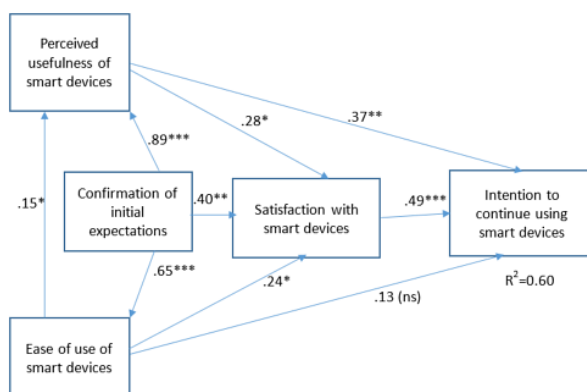 Perceived
usefulness of
smart devices
.37**
.28*
.89***
Confirmation of
initial
expectations
.40**
Satisfaction with
smart devices
.49***
Intention to
continue using
smart devices
.15*
.65***
.24*
.13 (ns)
R²=0.60
Ease of use of
smart devices